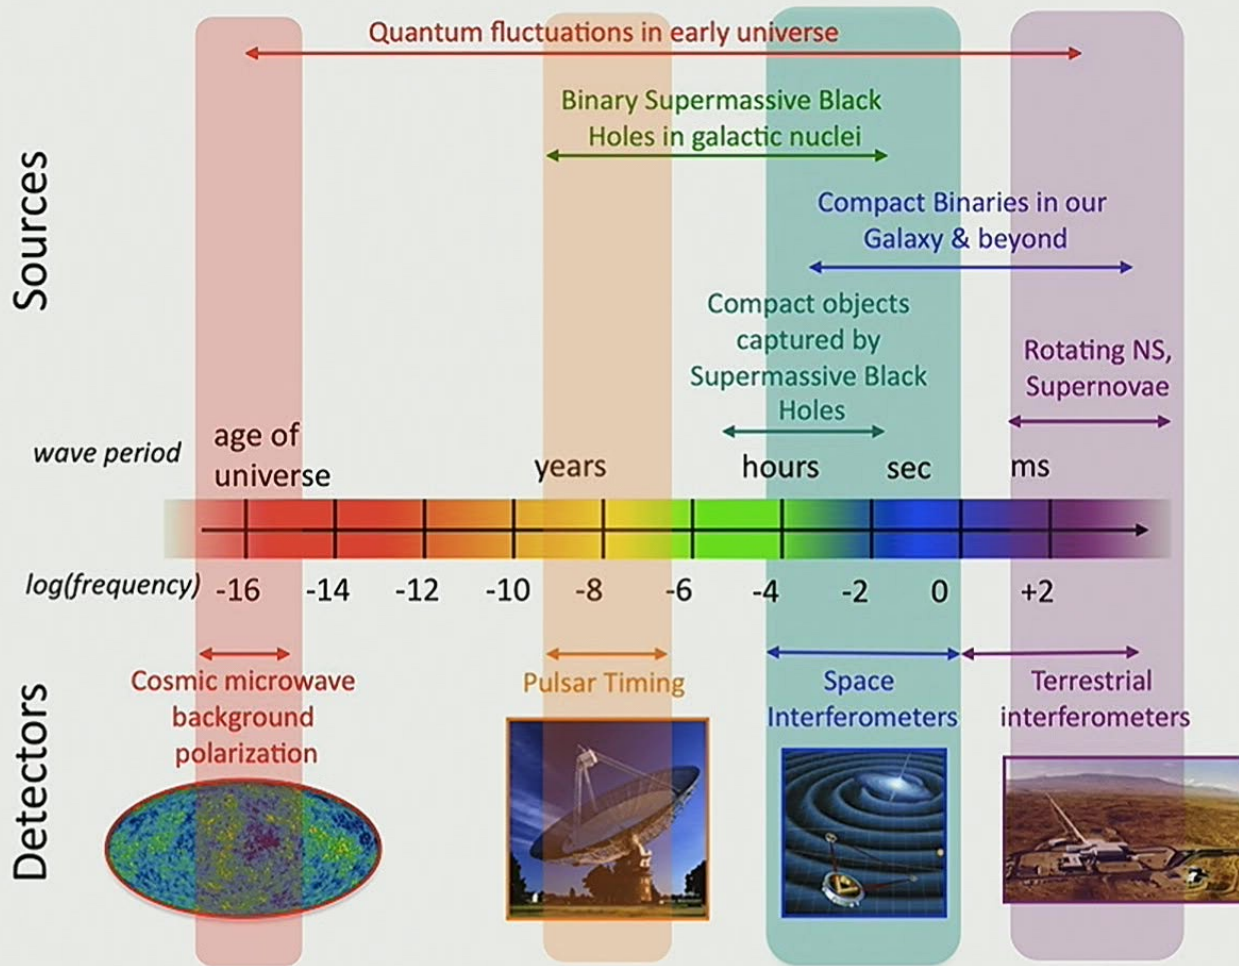 Quantum fluctuations in early universe
Binary Supermassive Black
Holes in galactic nuclei
Sources
Compact Binaries in our
Galaxy & beyond
Compact objects
captured by
Supermassive Black
Holes
Rotating NS,
Supernovae
wave period
age of
universe
years
hours
sec
ms
log(frequency)
-16
-14
-12
-10
-8
-6
-4
-2
0
+2
Detectors
Cosmic microwave
background
polarization
Pulsar Timing
Space
Interferometers
Terrestrial
interferometers